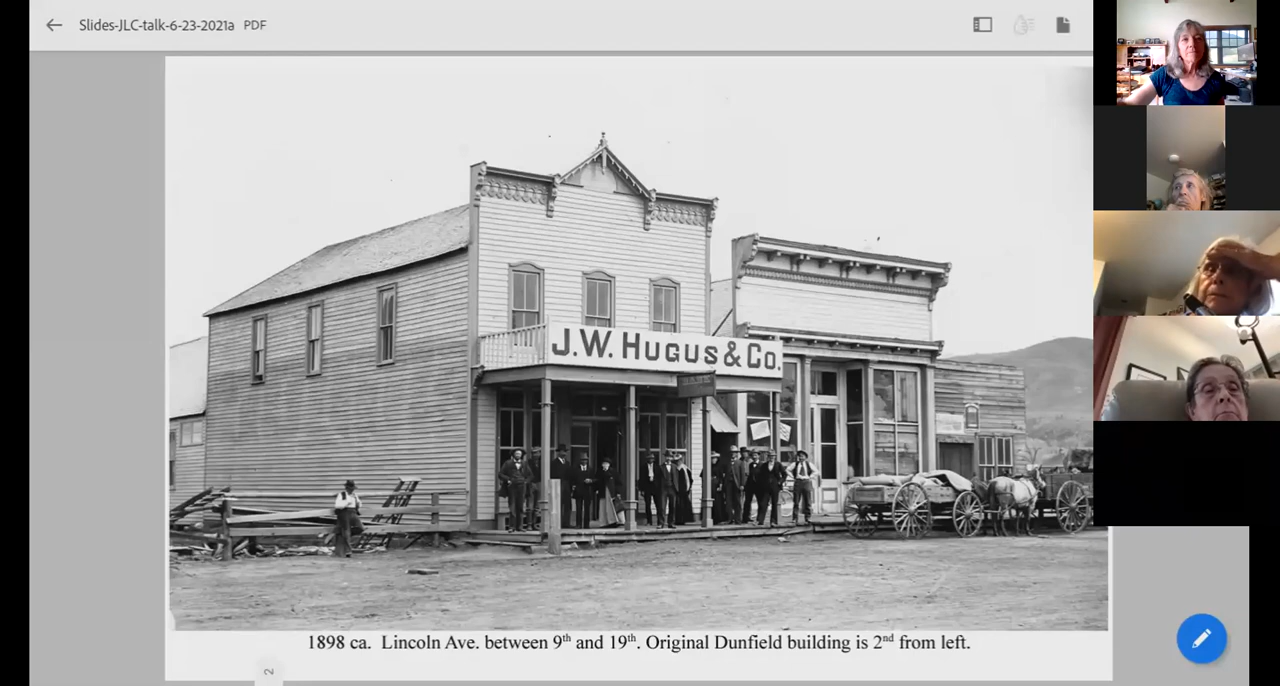 Slides-JLC-talk-6-23-2021a PDF
J.W. HUGUS & CO.
1898 ca. Lincoln Ave. between 9th and 19th. Original Dunfield building is 2nd from left.
2